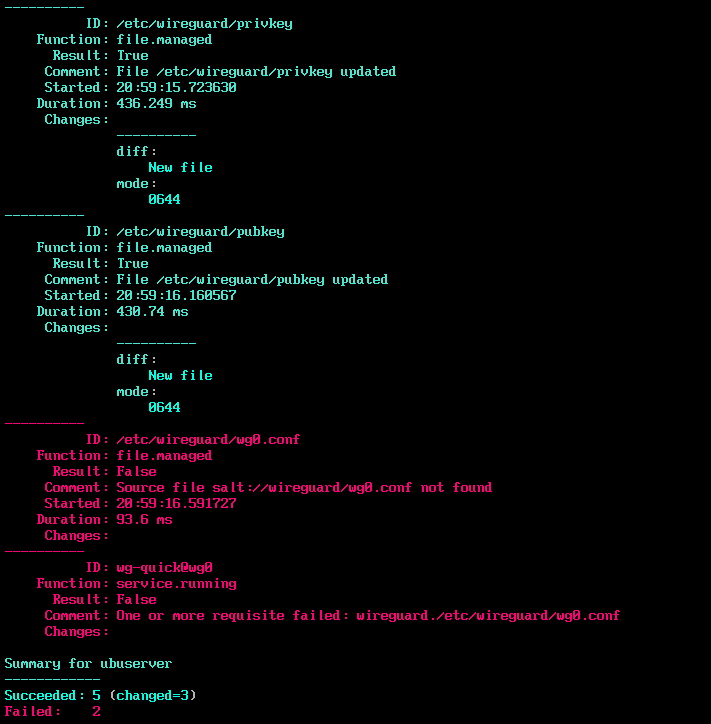 ----------
          ID: /etc/wireguard/privkey
    Function: file.managed
      Result: True
     Comment: File /etc/wireguard/privkey updated
     Started: 20:59:15.723630
    Duration: 436.249 ms
     Changes:
              ----------
              diff:
                  New file
              mode:
                  0644
----------
          ID: /etc/wireguard/pubkey
    Function: file.managed
      Result: True
     Comment: File /etc/wireguard/pubkey updated
     Started: 20:59:16.160567
    Duration: 430.74 ms
     Changes:
              ----------
              diff:
                  New file
              mode:
                  0644
----------
          ID: /etc/wireguard/wg0.conf
    Function: file.managed
      Result: False
     Comment: Source file salt://wireguard/wg0.conf not found
     Started: 20:59:16.591727
    Duration: 93.6 ms
     Changes:
----------
          ID: wg-quick@wg0
    Function: service.running
      Result: False
     Comment: One or more requisite failed: wireguard./etc/wireguard/wg0.conf
     Changes:

Summary for ubuserver
------------
Succeeded: 5 (changed=3)
Failed:    2